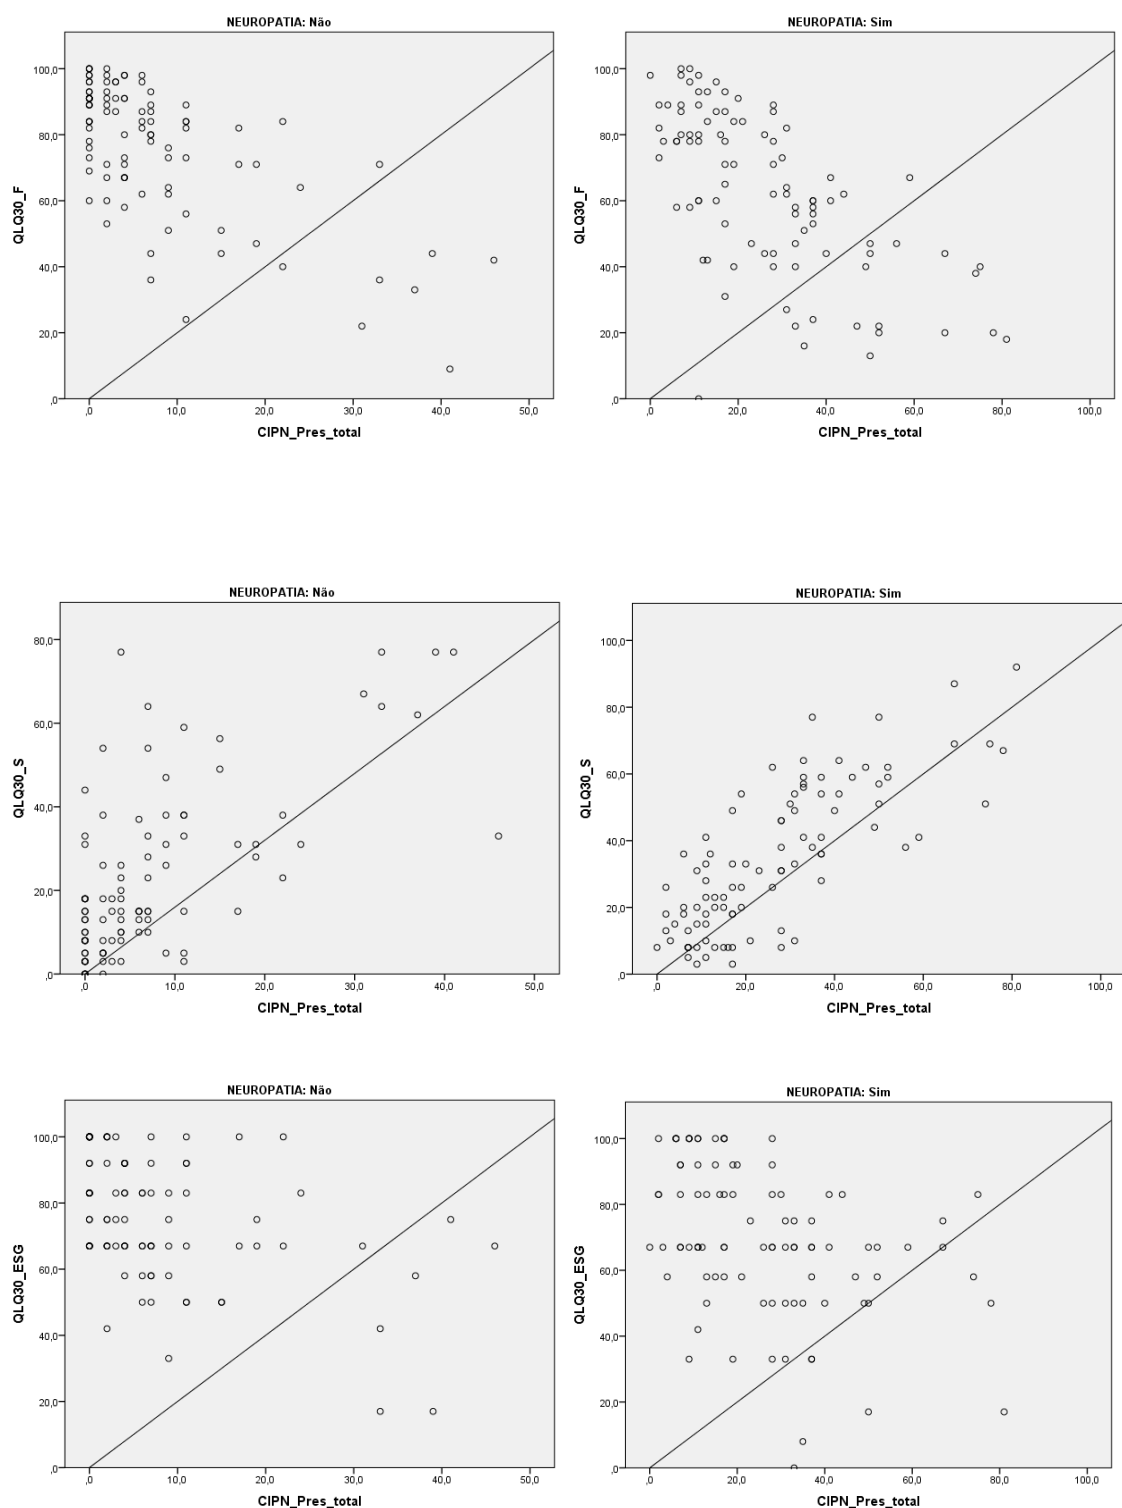 NEUROPATIA: Não
100,0
80,0
60,0
40,0
20,0
,0
QLQ30_F
,0 10,0 20,0 30,0 40,0 50,0
CIPN_Pres_total
NEUROPATIA: Sim
100,0
80,0
60,0
40,0
20,0
,0
QLQ30_F
,0 20,0 40,0 60,0 80,0 100,0
CIPN_Pres_total
NEUROPATIA: Não
80,0
60,0
40,0
20,0
,0
QLQ30_S
,0 10,0 20,0 30,0 40,0 50,0
CIPN_Pres_total
NEUROPATIA: Sim
100,0
80,0
60,0
40,0
20,0
,0
QLQ30_S
,0 20,0 40,0 60,0 80,0 100,0
CIPN_Pres_total
NEUROPATIA: Não
100,0
80,0
60,0
40,0
20,0
,0
QLQ30_ESG
,0 10,0 20,0 30,0 40,0 50,0
CIPN_Pres_total
NEUROPATIA: Sim
100,0
80,0
60,0
40,0
20,0
,0
QLQ30_ESG
,0 20,0 40,0 60,0 80,0 100,0
CIPN_Pres_total